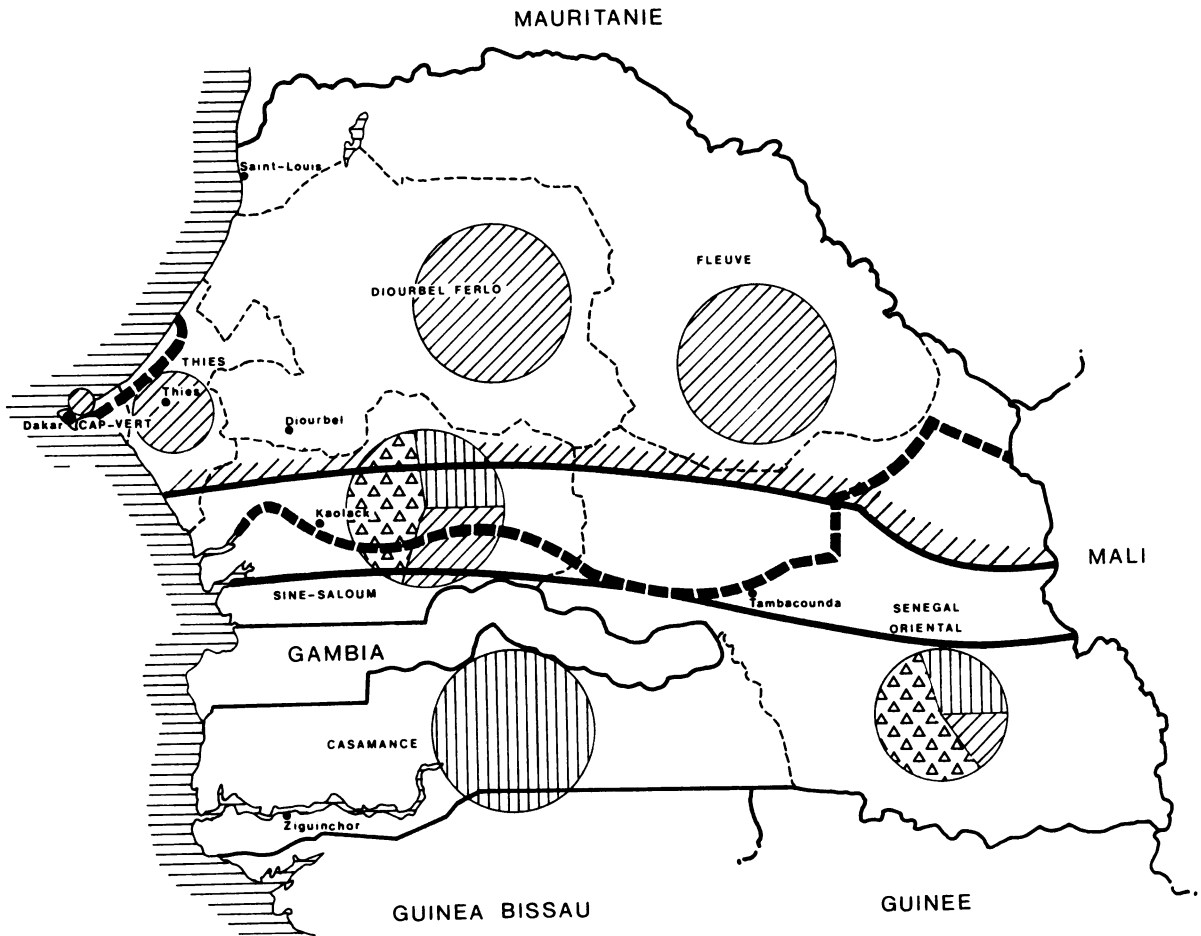 MAURITANIE
Saint-Louis
FLEUVE
DIOURBEL FERLO
THIES
Thies
Dakar CAP-VERT
Diourbel
Kaolack
MALI
SINE-SALOUM
Tambacounda
SENEGAL
ORIENTAL
GAMBIA
CASAMANCE
Ziguinchor
GUINEA BISSAU
GUINEE